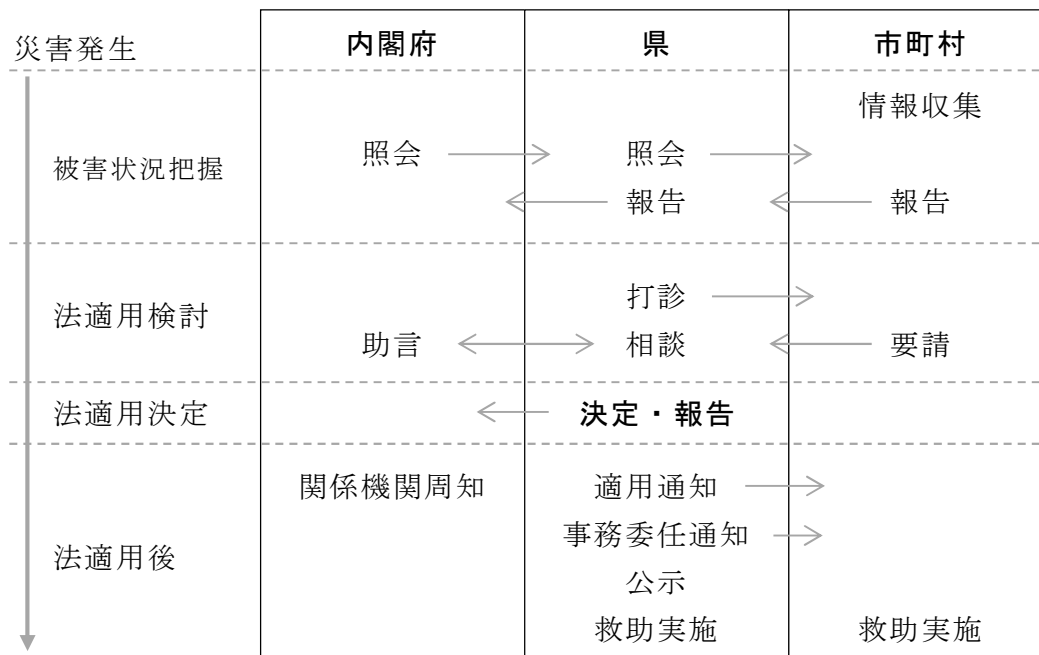 災害発生 内閣府 県 市町村
情報収集
被害状況把握 照会 照会
報告 報告
打診
法適用検討
助言 相談 要請
法適用決定 決定・報告
関係機関周知 適用通知
事務委任通知
法適用後
公示
救助実施 救助実施